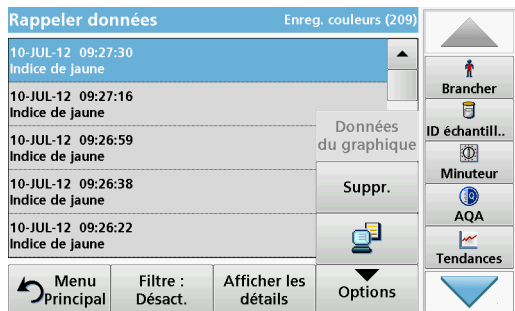 Rappeler données
Enreg. couleurs (209)
10-JUL-12 09:27:30
Indice de jaune
10-JUL-12 09:27:16
Indice de jaune
10-JUL-12 09:26:59
Indice de jaune
10-JUL-12 09:26:38
Indice de jaune
10-JUL-12 09:26:22
Indice de jaune
Données
du graphique
Suppr.
Menu
Principal
Filtre :
Désact.
Afficher les
détails
Options
Brancher
ID échantill..
Minuteur
AQA
Tendances